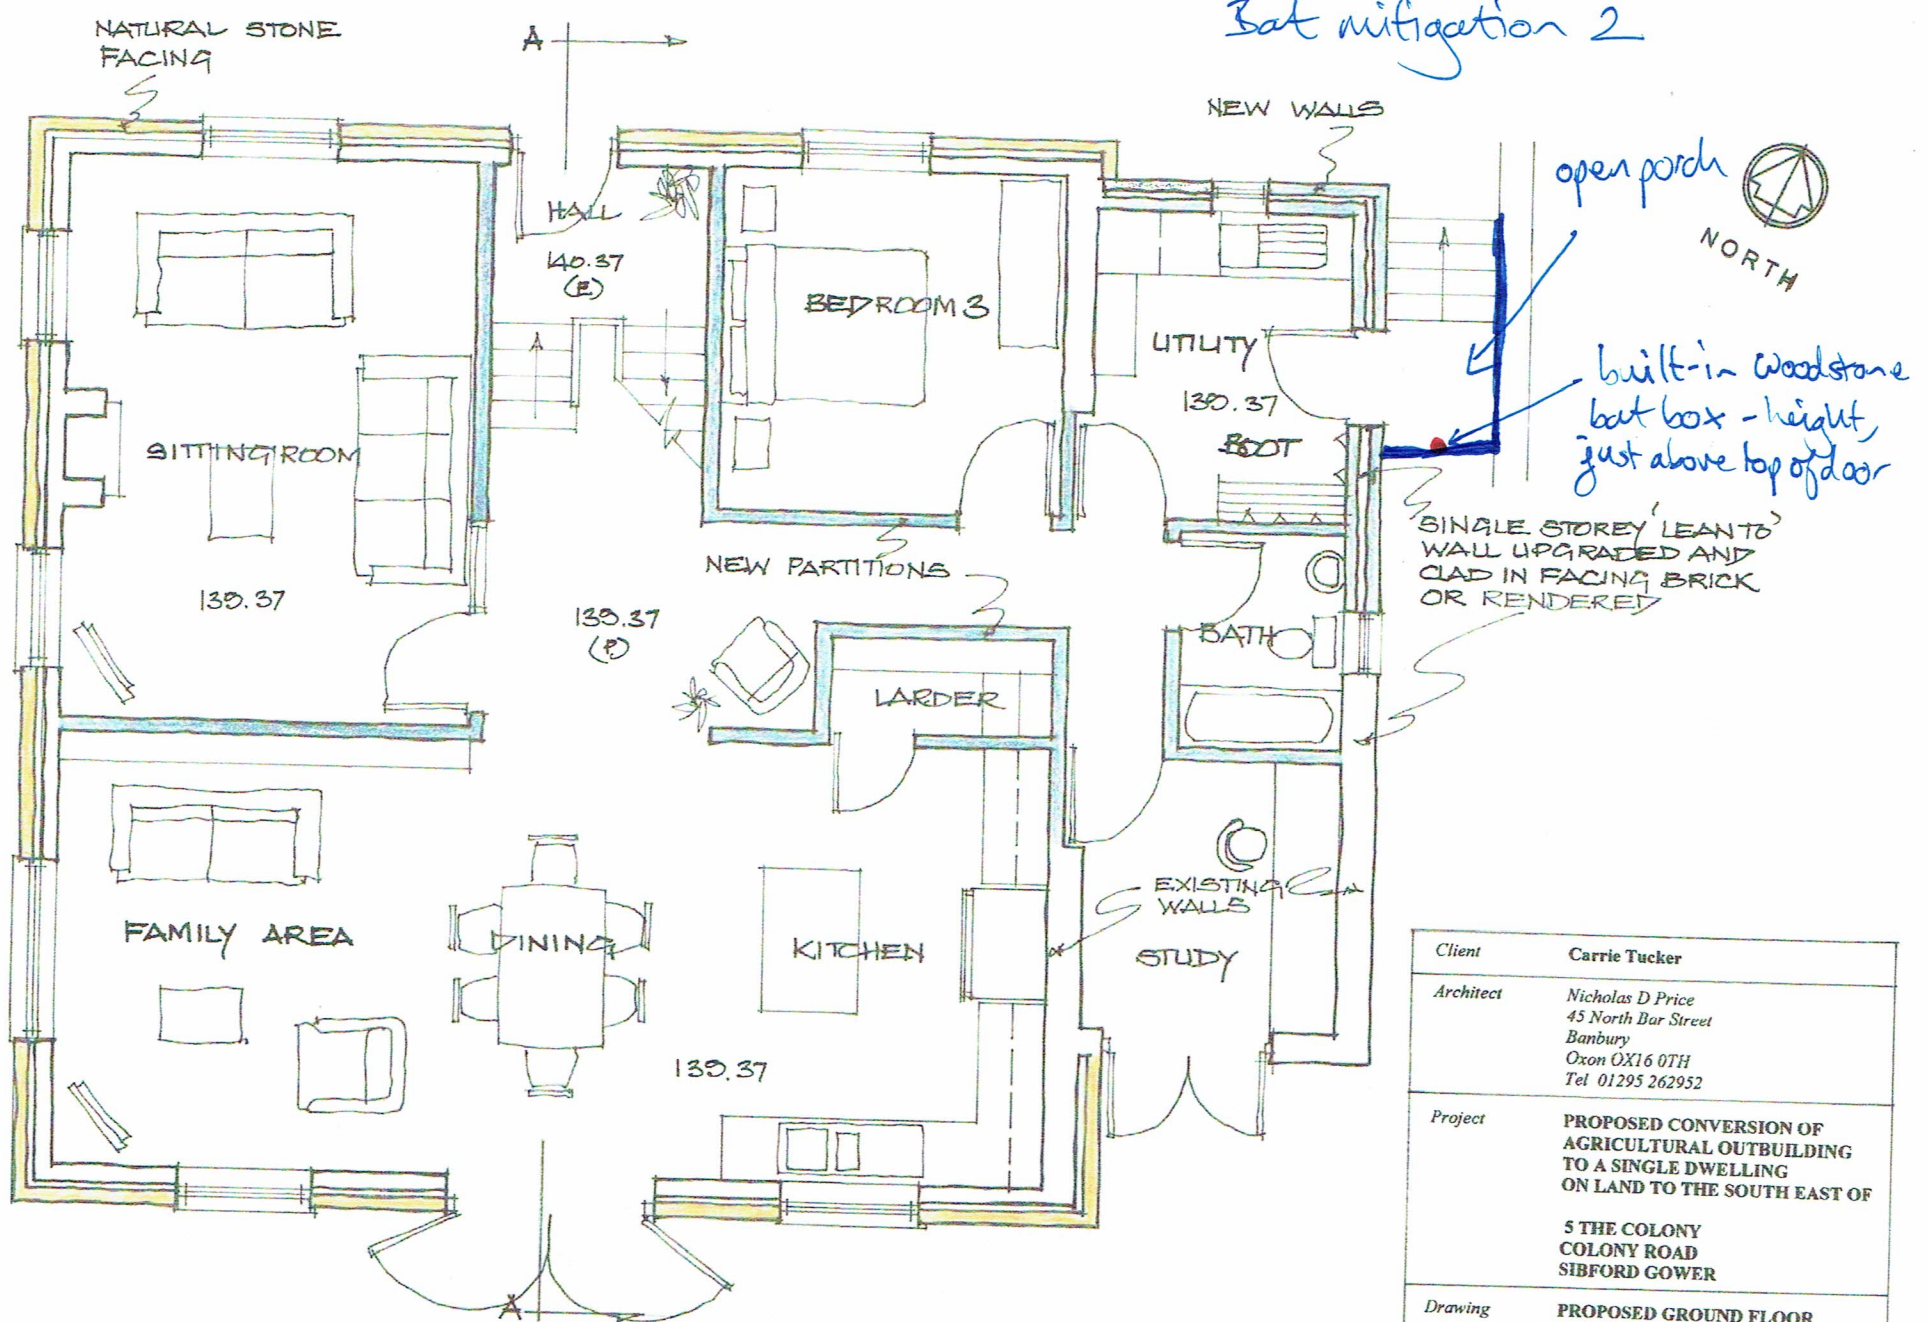 NATURAL STONE
FACING
A
Bat mitigation 2
NEW WALLS
open porch
NORTH
HALL
140.37
(E)
BEDROOM 3
UTILITY
139.37
BOOT
built-in Woodstone
bat box - height,
just above top of door
SITTING ROOM
139.37
SINGLE STOREY 'LEAN TO'
WALL UPGRADED AND
CLAD IN FACING BRICK
OR RENDERED
NEW PARTITIONS
139.37
(P)
BATH
LARDER
EXISTING
WALLS
FAMILY AREA
DINING
KITCHEN
STUDY
139.37
A
Client Carrie Tucker
Architect Nicholas D Price
45 North Bar Street
Banbury
Oxon OX16 0TH
Tel 01295 262952
Project PROPOSED CONVERSION OF
AGRICULTURAL OUTBUILDING
TO A SINGLE DWELLING
ON LAND TO THE SOUTH EAST OF
5 THE COLONY
COLONY ROAD
SIBFORD GOWER
Drawing PROPOSED GROUND FLOOR